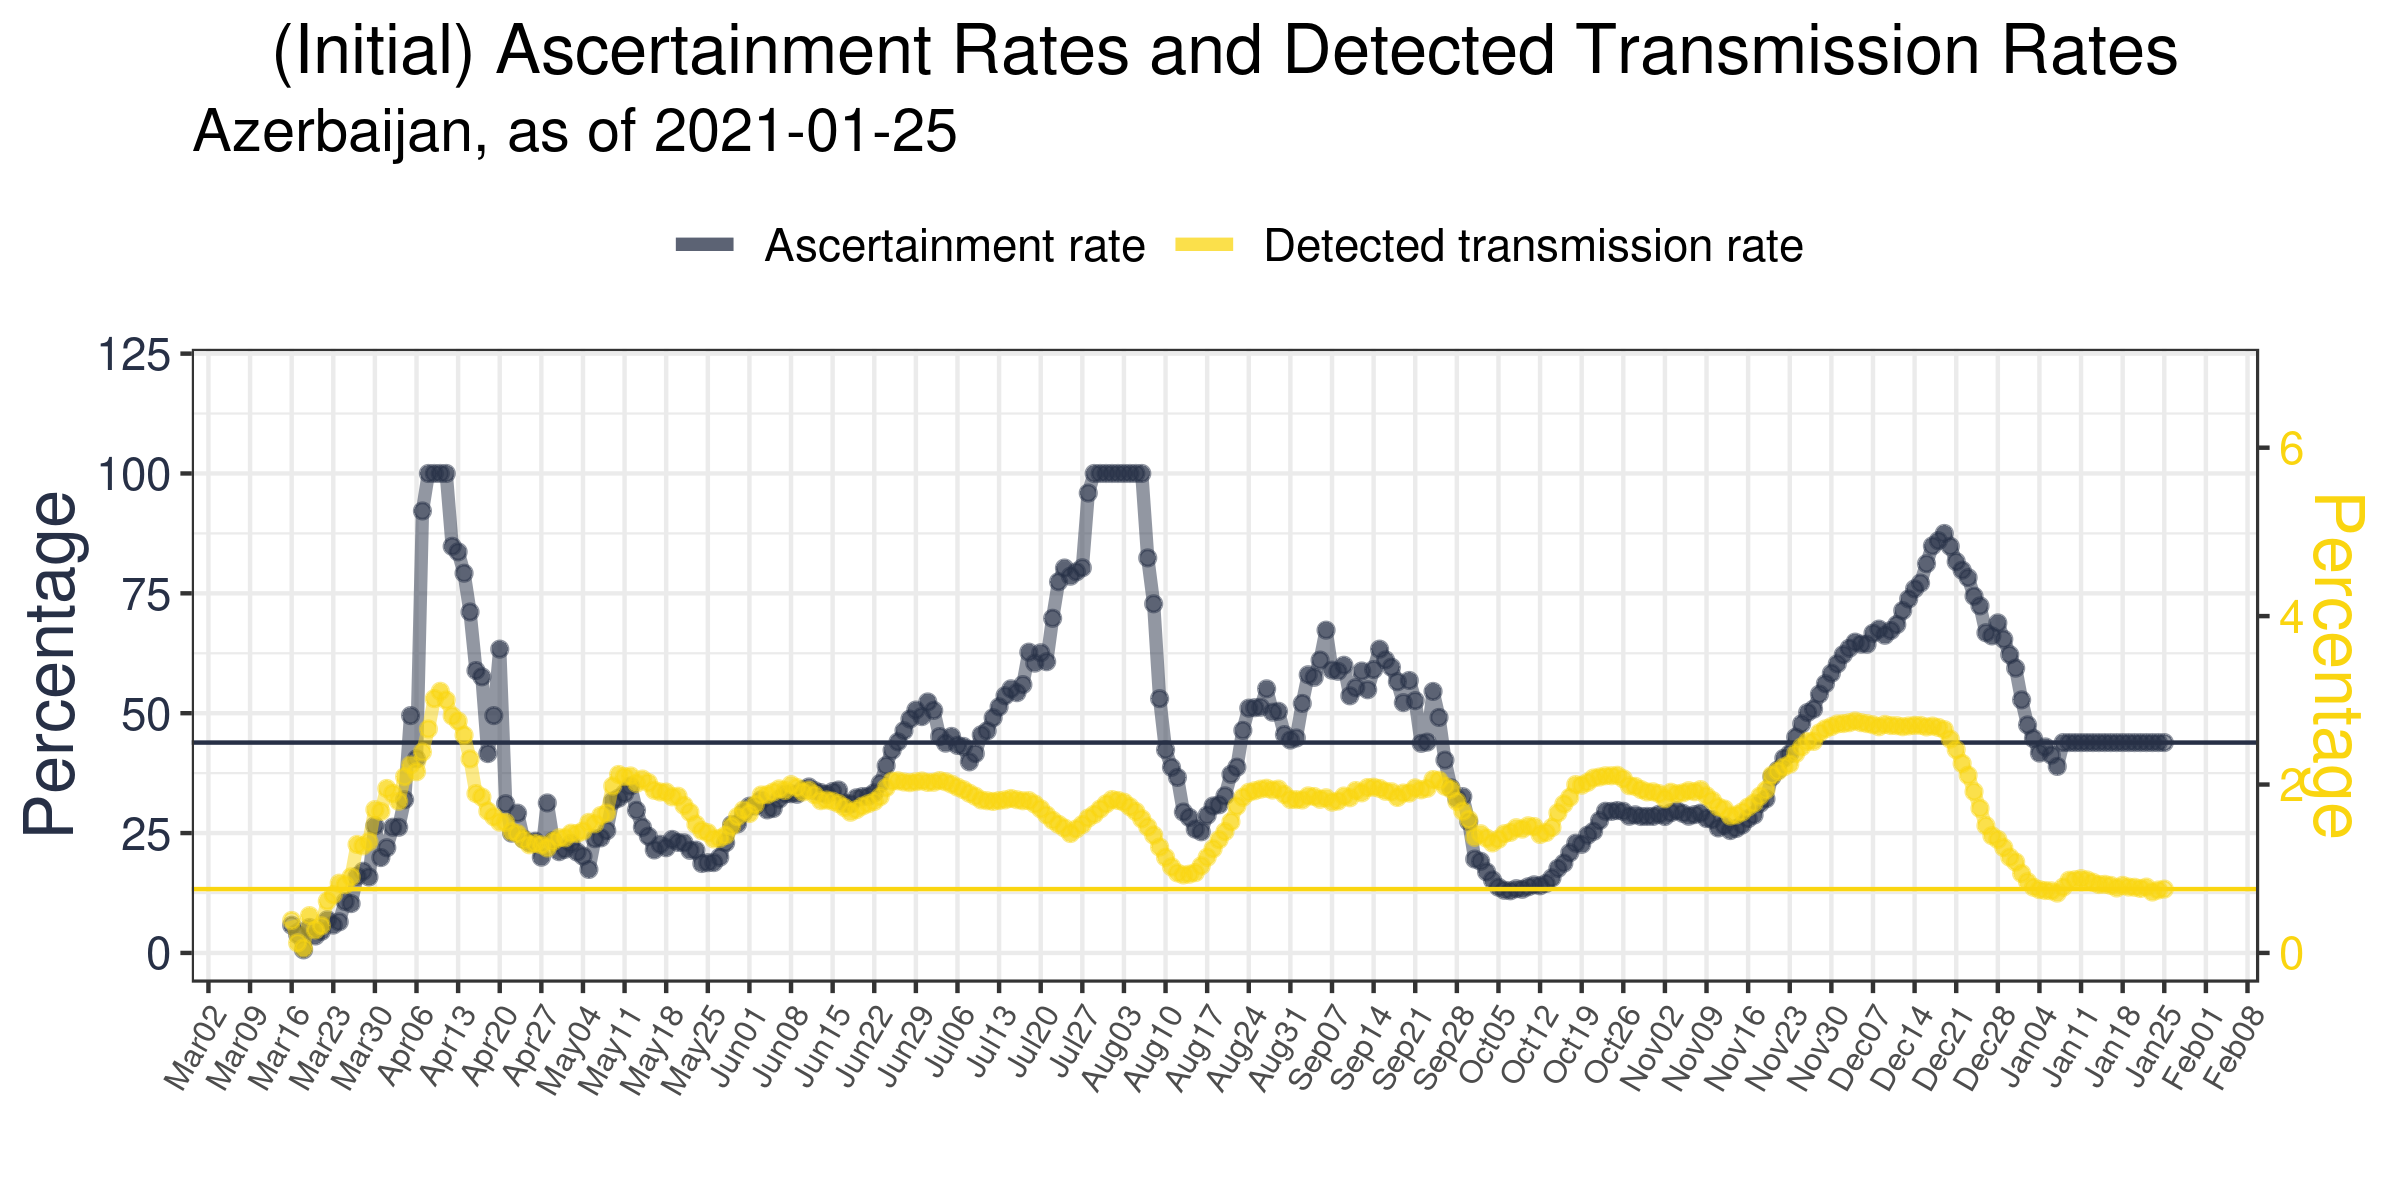 (Initial) Ascertainment Rates and Detected Transmission Rates
Azerbaijan, as of 2021-01-25
Ascertainment rate
Detected transmission rate
Percentage
125
100
75
50
25
0
6
4
2
0
Percentage
Mar02
Mar09
Mar16
Mar23
Mar30
Apr06
Apr13
Apr20
Apr27
May04
May11
May18
May25
Jun01
Jun08
Jun15
Jun22
Jun29
Jul06
Jul13
Jul20
Jul27
Aug03
Aug10
Aug17
Aug24
Aug31
Sep07
Sep14
Sep21
Sep28
Oct05
Oct12
Oct19
Oct26
Nov02
Nov09
Nov16
Nov23
Nov30
Dec07
Dec14
Dec21
Dec28
Jan04
Jan11
Jan18
Jan25
Feb01
Feb08